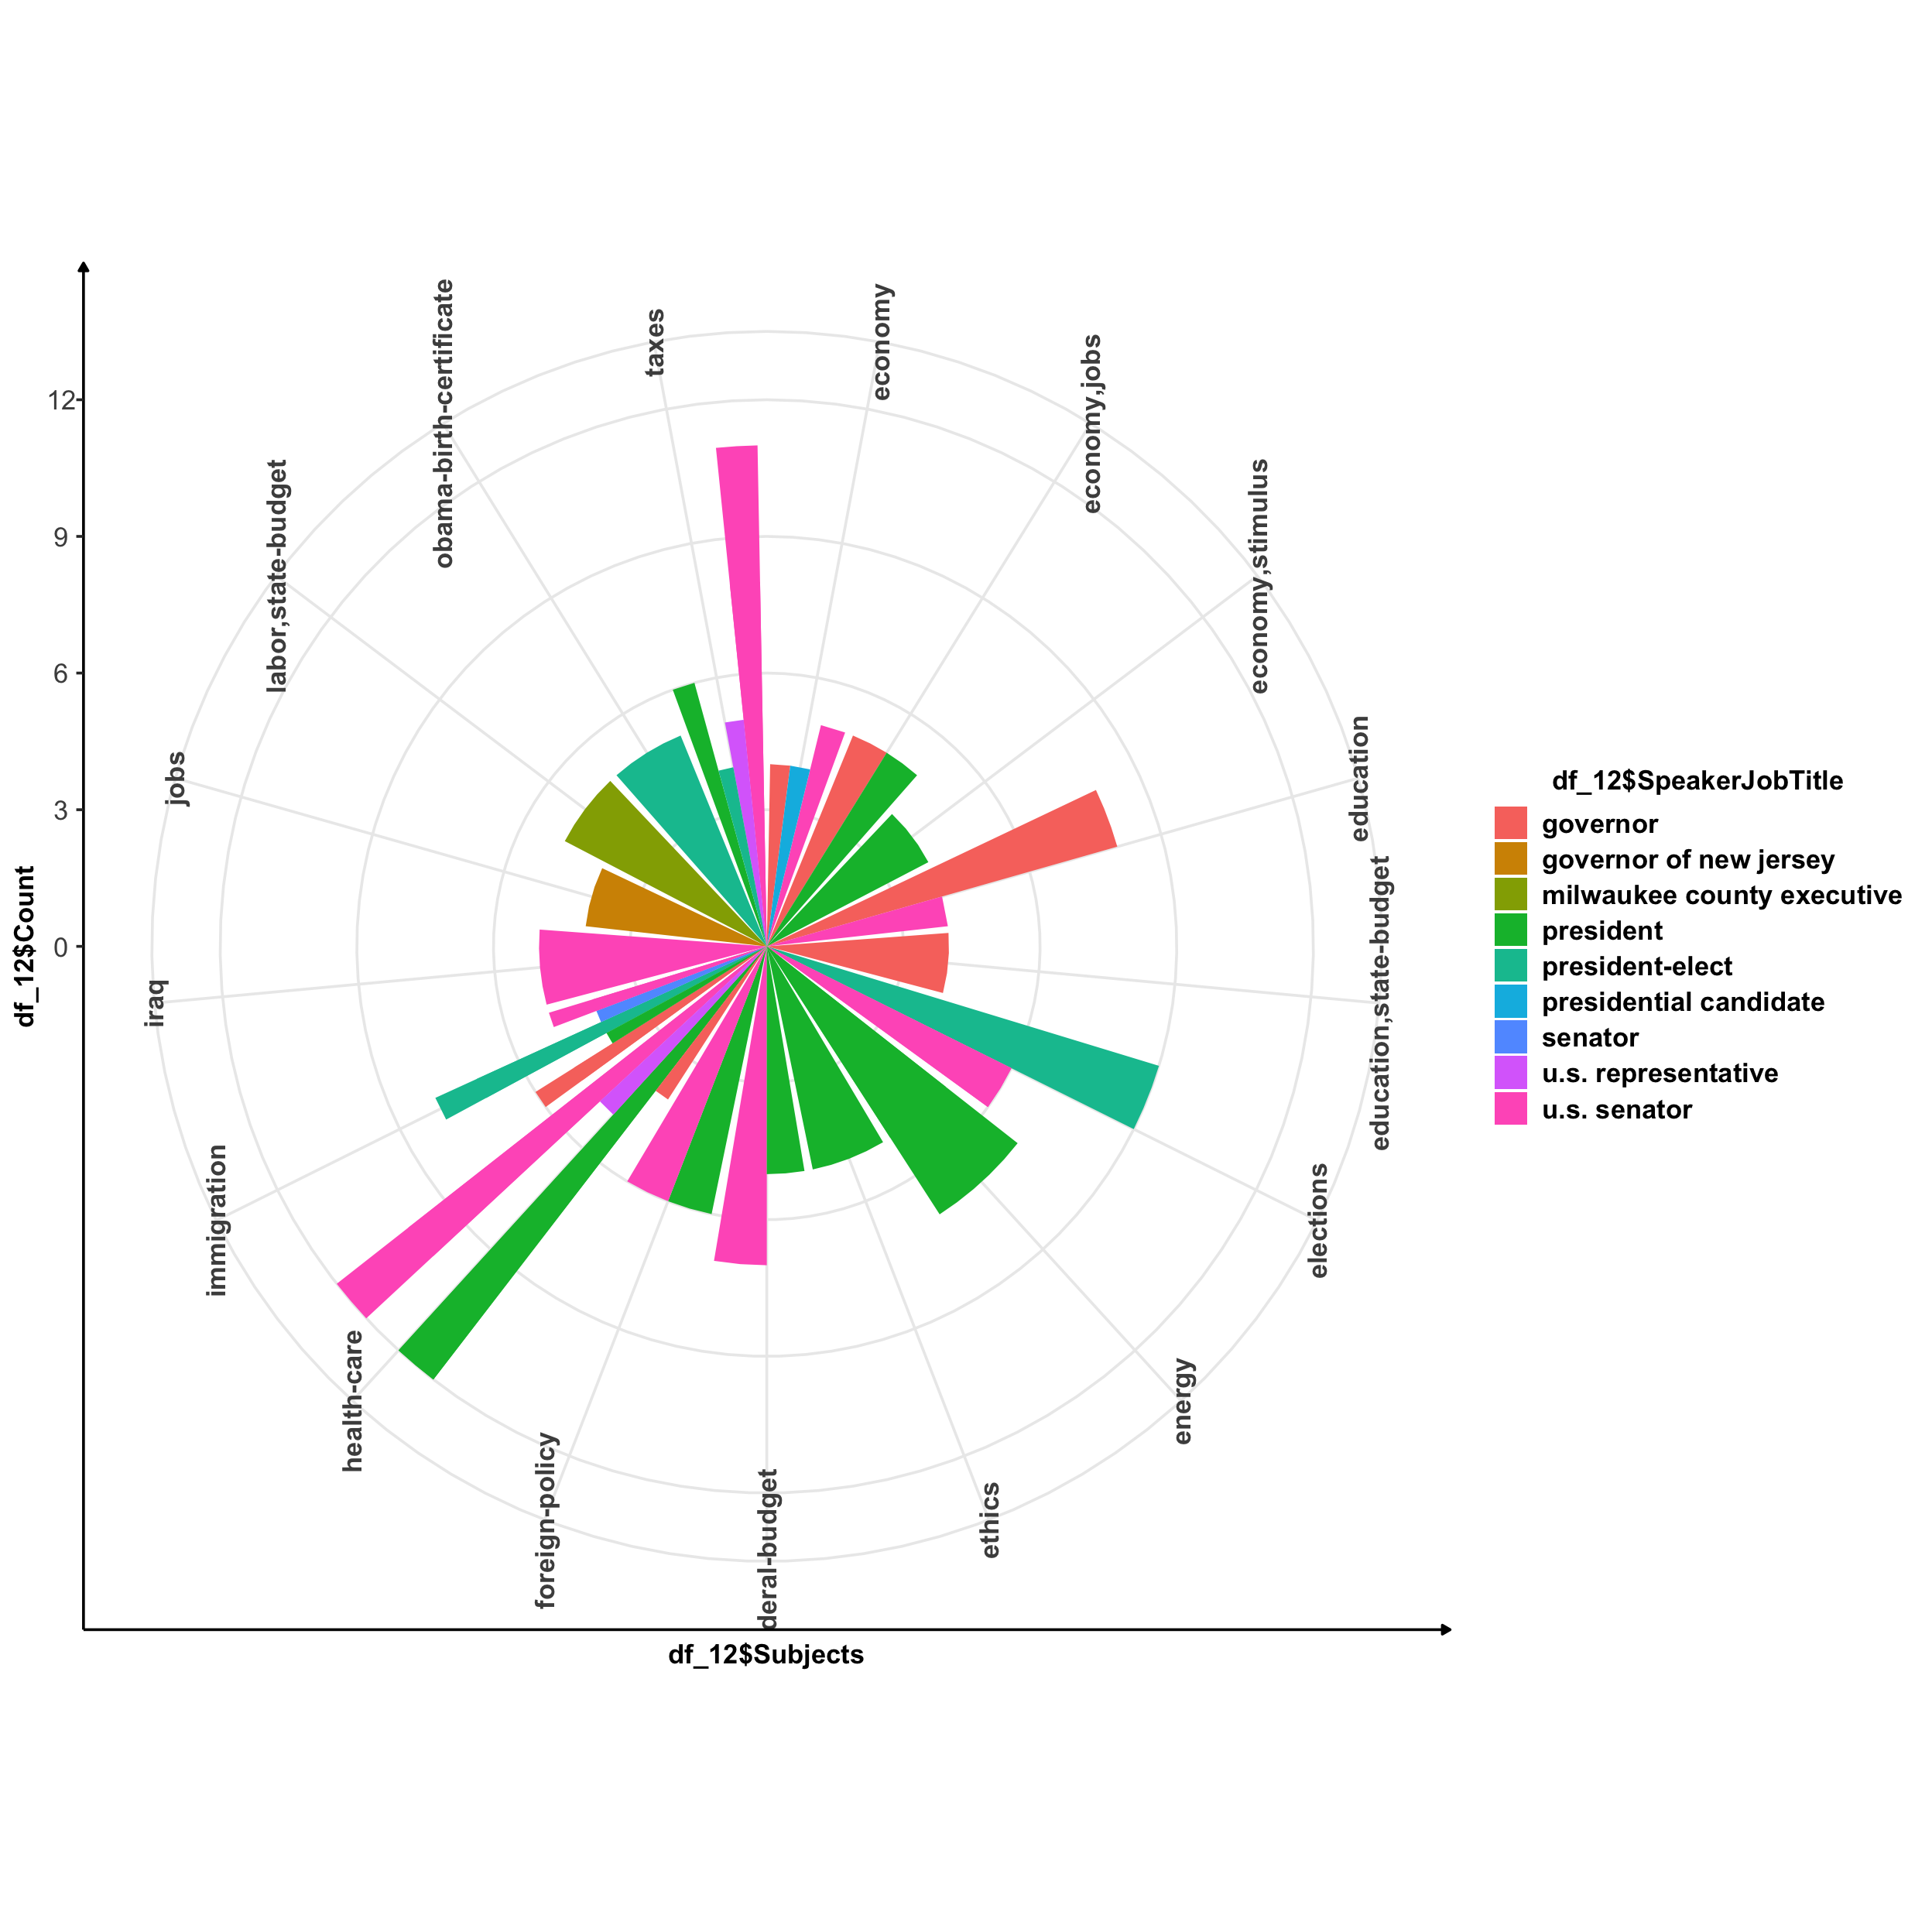 economy
taxes
obama-birth-certificate
economy,jobs
12
labor,state-budget
economy,stimulus
9
6
education
jobs
3
df_12$SpeakerJobTitle
governor
governor of new jersey
milwaukee county executive
president
president-elect
presidential candidate
senator
u.s. representative
u.s. senator
education,state-budget
0
df_12$Count
iraq
immigration
elections
health-care
energy
foreign-policy
deral-budget
ethics
df_12$Subjects